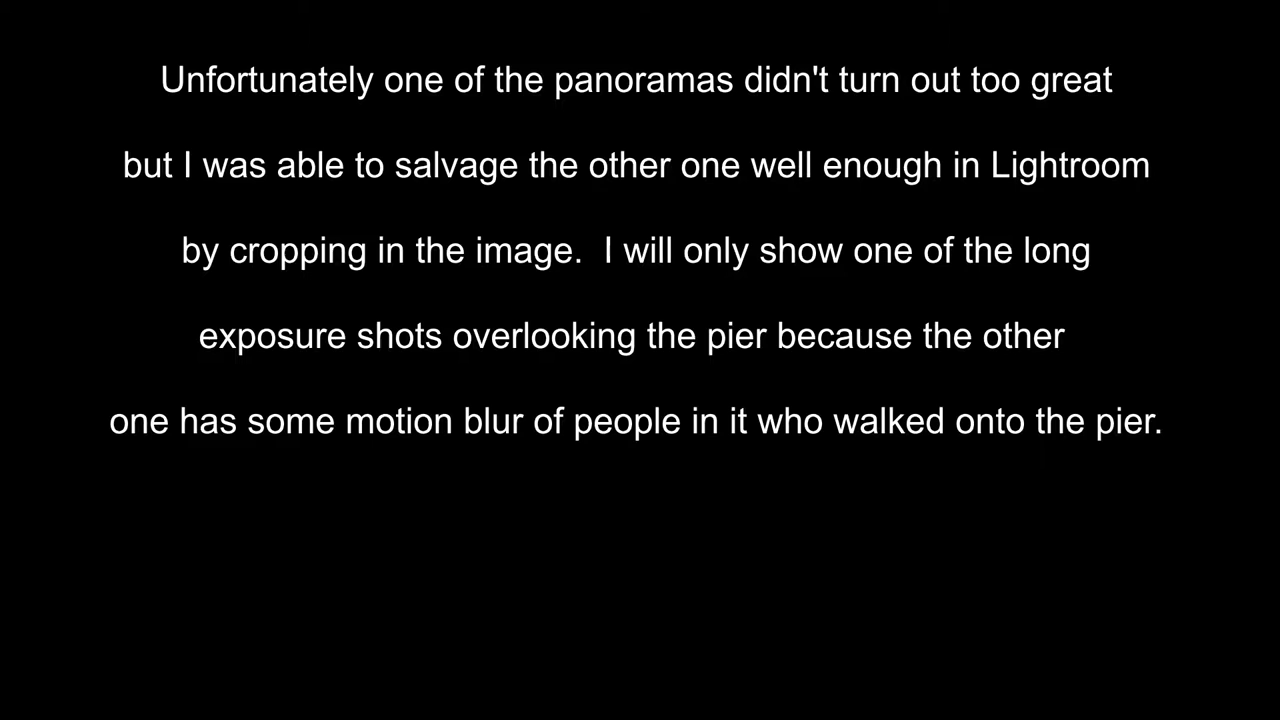 Unfortunately one of the panoramas didn't turn out too great
but I was able to salvage the other one well enough in Lightroom
by cropping in the image.  I will only show one of the long
exposure shots overlooking the pier because the other
one has some motion blur of people in it who walked onto the pier.